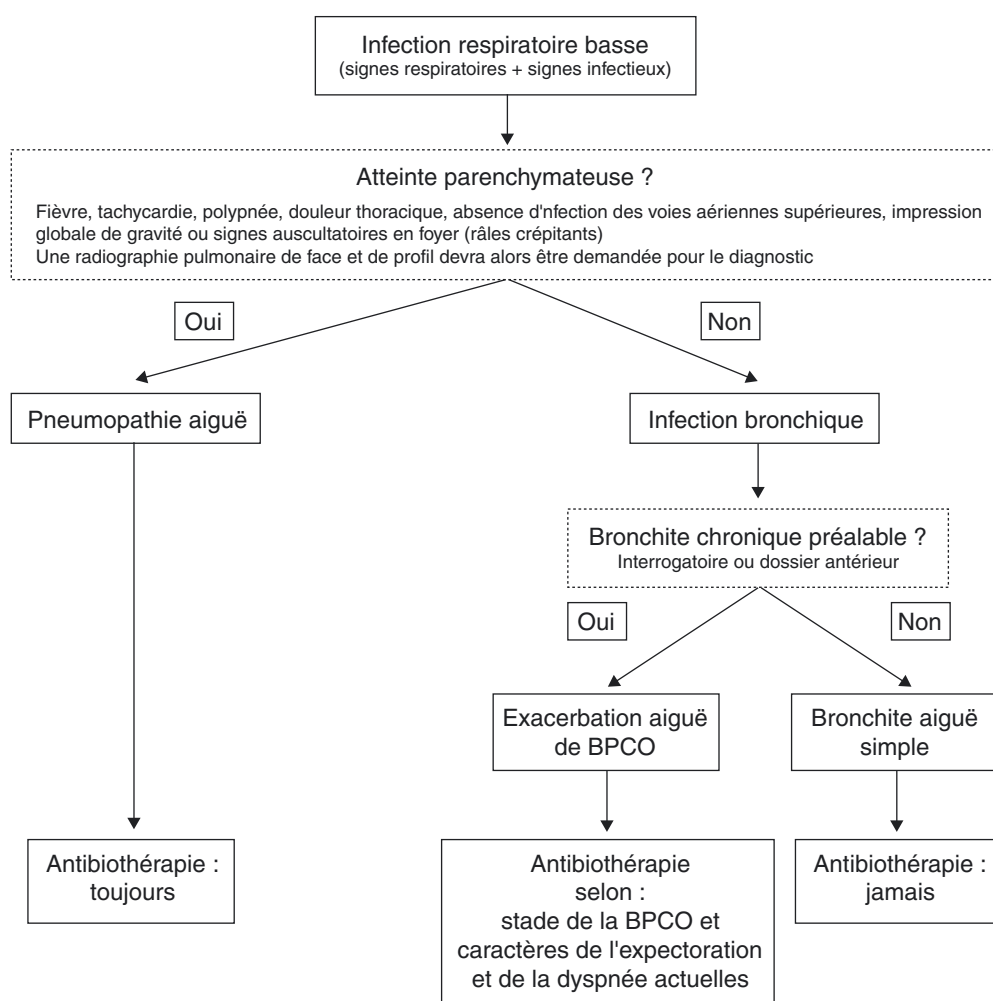 Infection respiratoire basse
(signes respiratoires + signes infectieux)
Atteinte parenchymateuse ?
Fièvre, tachycardie, polypnée, douleur thoracique, absence d'nfection des voies aériennes supérieures, impression
globale de gravité ou signes auscultatoires en foyer (râles crépitants)
Une radiographie pulmonaire de face et de profil devra alors être demandée pour le diagnostic
Oui
Non
Pneumopathie aiguë
Infection bronchique
Bronchite chronique préalable ?
Interrogatoire ou dossier antérieur
Oui
Non
Exacerbation aiguë
de BPCO
Bronchite aiguë
simple
Antibiothérapie :
toujours
Antibiothérapie
selon :
stade de la BPCO et
caractères de l'expectoration
et de la dyspnée actuelles
Antibiothérapie :
jamais